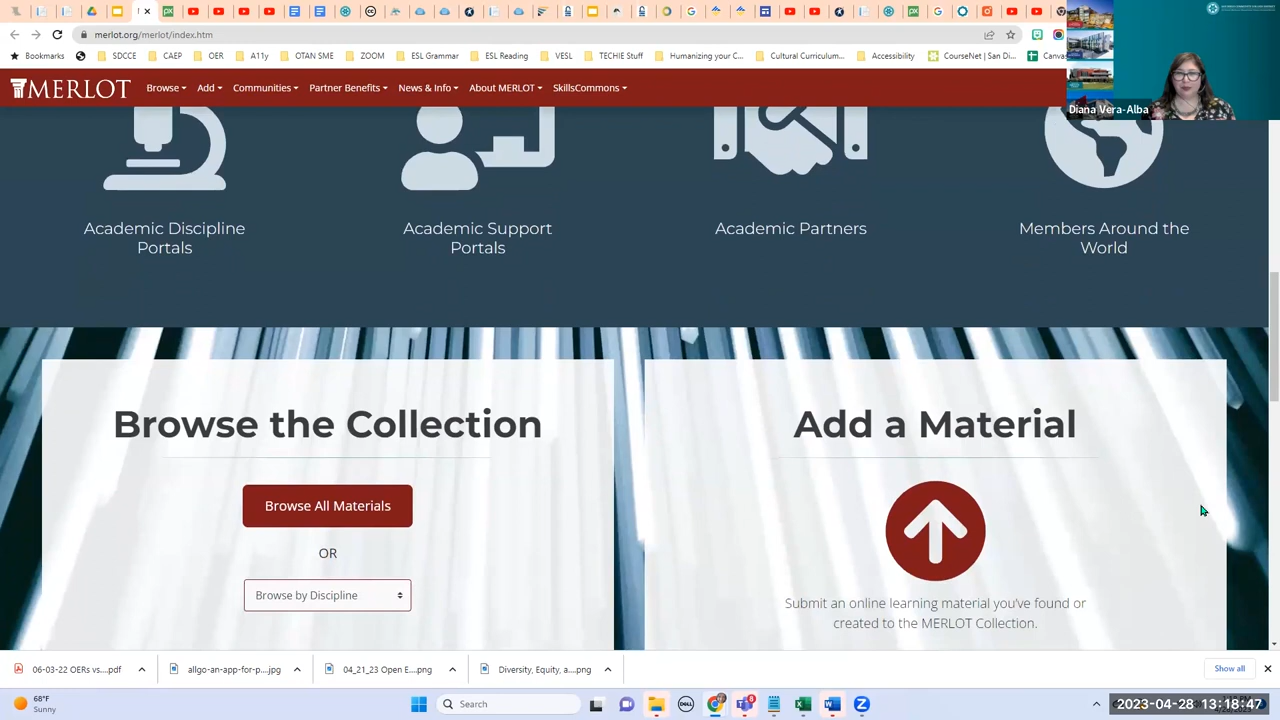 merlot.org/merlot/index.htm
Bookmarks
SDCCE
CAEP
OER
A11y
OTAN SME
ESL Grammar
ESL Reading
VESL
TECHIE Stuff
Humanizing your C...
Cultural Curriculum...
Accessibility
CourseNet | San Di...
Canvas
MERLOT
Browse
Add
Communities
Partner Benefits
News & Info
About MERLOT
SkillsCommons
Diana Vera-Alba
Academic Discipline
Portals
Academic Support
Portals
Academic Partners
Members Around the
World
Browse the Collection
Browse All Materials
OR
Browse by Discipline
Add a Material
Submit an online learning material you've found or
created to the MERLOT Collection.
06-03-22 OERs vs....pdf
allgo-an-app-for-p....jpg
04_21_23 Open E....png
Diversity, Equity, a....png
Show all
68°F
Sunny
Search
DELL
2023-04-28 13:18:47